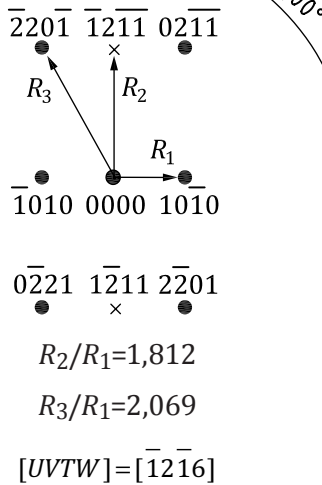 2̅201̅ 1̅21̅1̅ 021̅1̅
R₃ R₂
R₁
1̅010 0000 101̅0
02̅21 12̅11 22̅01
R₂/R₁=1,812
R₃/R₁=2,069
[UVTW]=[1̅21̅6]